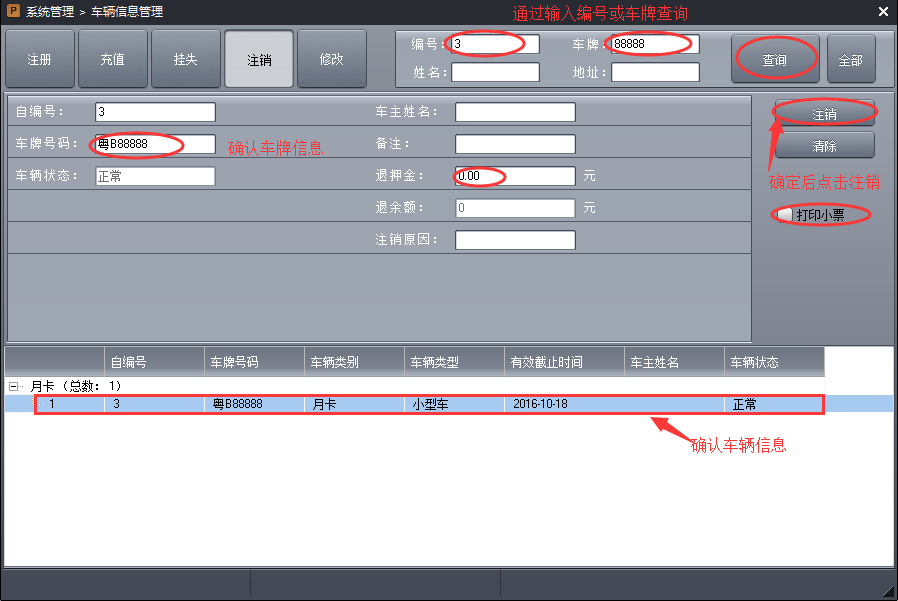 P 系统管理 > 车辆信息管理
通过输入编号或车牌查询
注册 充值 挂失 注销 修改
编号: 3 车牌: 88888
姓名: 地址:
查询 全部
自编号: 3 车主姓名:
注销
车牌号码: 粤B88888 确认车牌信息 备注:
清除
车辆状态: 正常 退押金: 0.00 元
确定后点击注销
退余额: 0 元
打印小票
注销原因:
自编号 车牌号码 车辆类别 车辆类型 有效截止时间 车主姓名 车辆状态
月卡 (总数: 1)
1 3 粤B88888 月卡 小型车 2016-10-18 正常
确认车辆信息